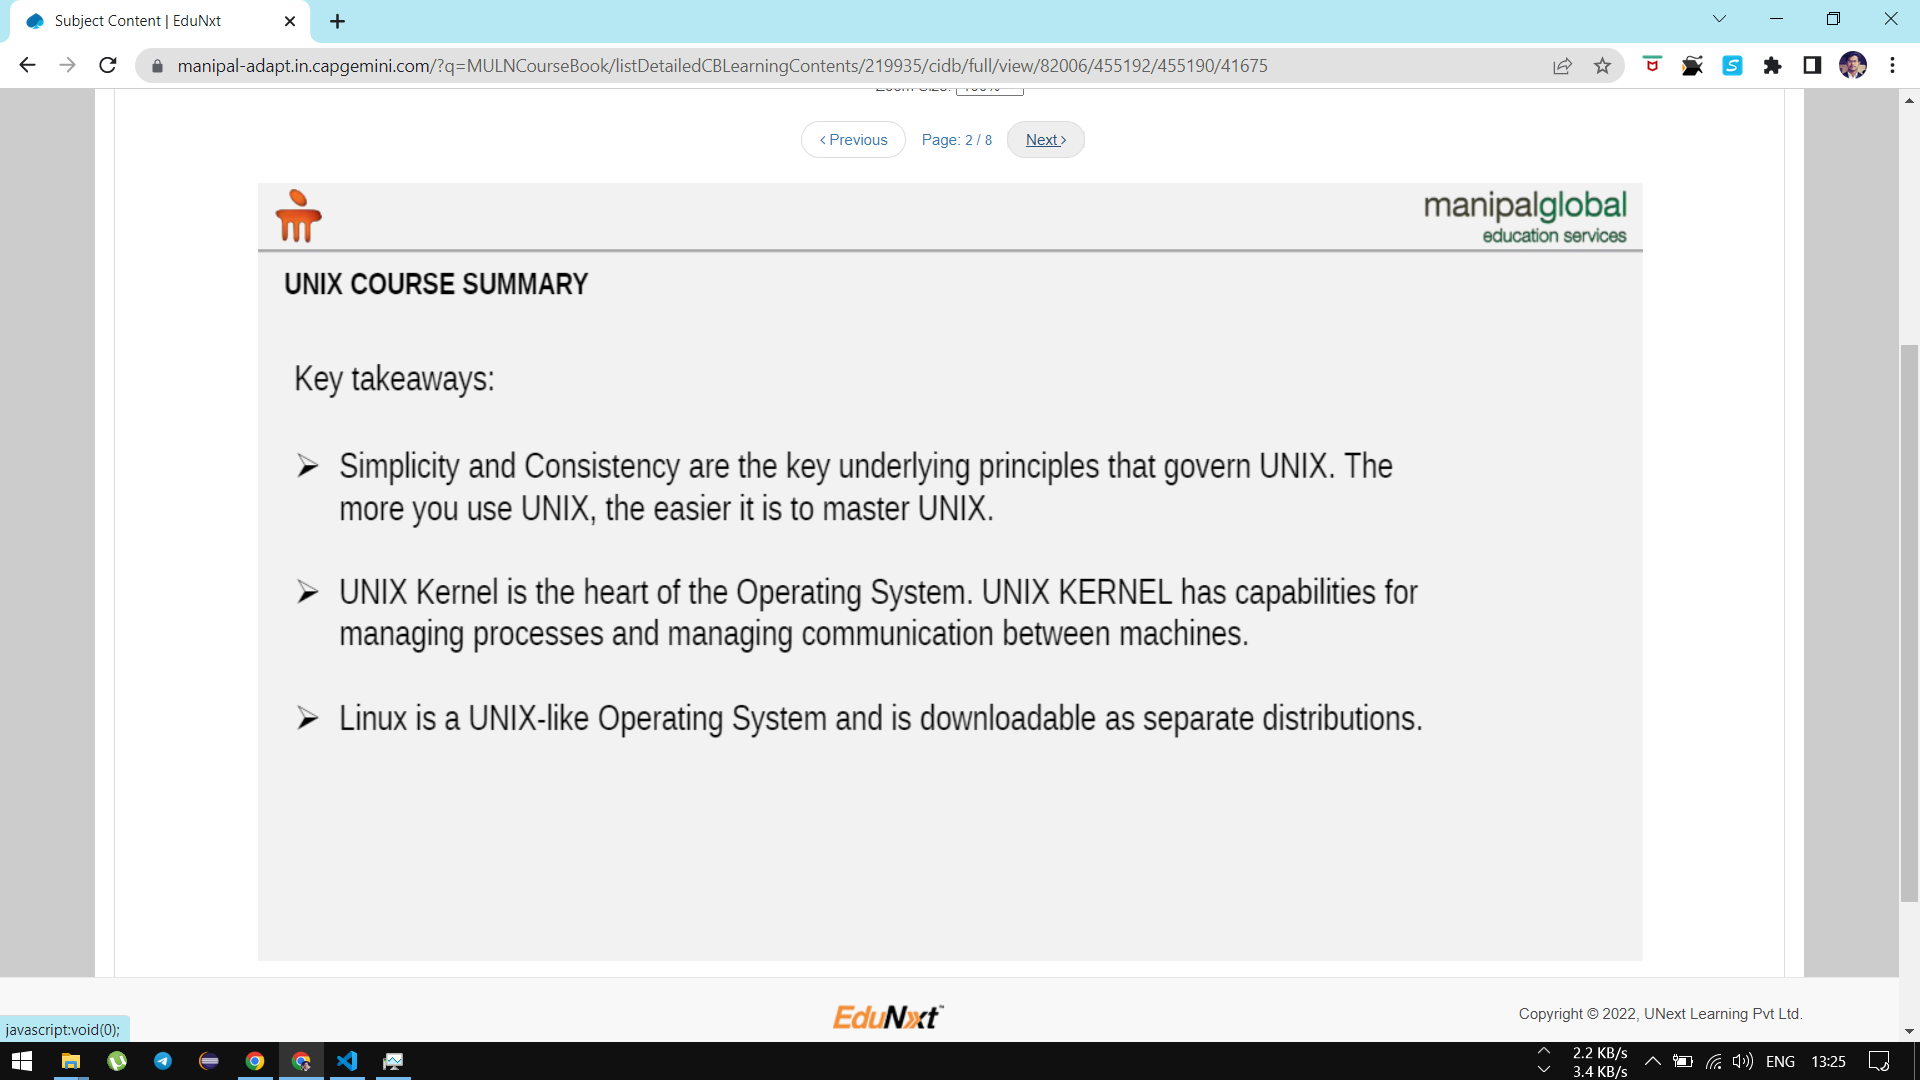 Subject Content | EduNxt
manipal-adapt.in.capgemini.com/?q=MULNCourseBook/listDetailedCBLearningContents/219935/cidb/full/view/82006/455192/455190/41675
Zoom Size: 100%
‹ Previous Page: 2 / 8 Next ›
manipalglobal
education services
UNIX COURSE SUMMARY
Key takeaways:
➢ Simplicity and Consistency are the key underlying principles that govern UNIX. The
more you use UNIX, the easier it is to master UNIX.
➢ UNIX Kernel is the heart of the Operating System. UNIX KERNEL has capabilities for
managing processes and managing communication between machines.
➢ Linux is a UNIX-like Operating System and is downloadable as separate distributions.
EduNxt™
Copyright © 2022, UNext Learning Pvt Ltd.
javascript:void(0);
2.2 KB/s
3.4 KB/s
ENG 13:25